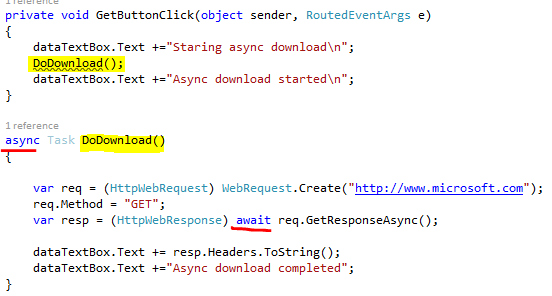 1 reference
private void GetButtonClick(object sender, RoutedEventArgs e)
{
dataTextBox.Text +="Staring async download\n";
DoDownload();
dataTextBox.Text +="Async download started\n";
}
1 reference
async Task DoDownload()
{
var req = (HttpWebRequest) WebRequest.Create("http://www.microsoft.com");
req.Method = "GET";
var resp = (HttpWebResponse) await req.GetResponseAsync();
dataTextBox.Text += resp.Headers.ToString();
dataTextBox.Text +="Async download completed";
}